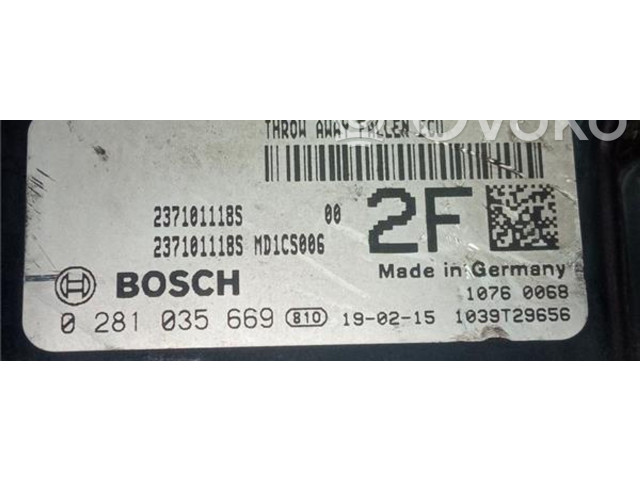 THROW AWAY FALLEN ECU
237101118S 00
237101118S MD1CS006
2F
BOSCH
Made in Germany
10760 0068
0 281 035 669 810 19-02-15 1039T29656